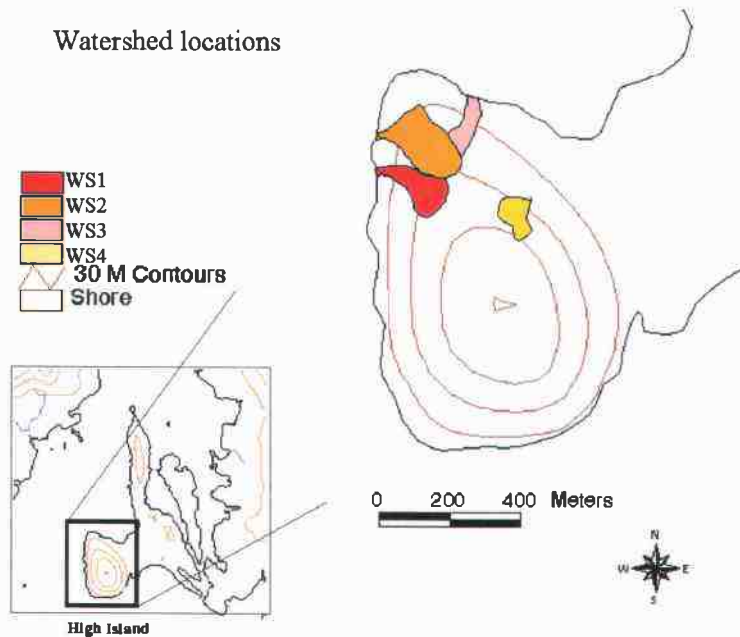 Watershed locations
WS1
WS2
WS3
WS4
30 M Contours
Shore
0 200 400 Meters
N
W E
S
High Island